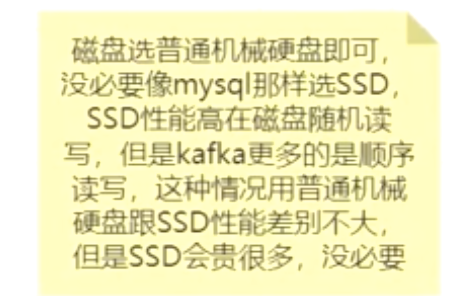 磁盘选普通机械硬盘即可，
没必要像mysql那样选SSD，
SSD性能高在磁盘随机读
写，但是kafka更多的是顺序
读写，这种情况用普通机械
硬盘跟SSD性能差别不大，
但是SSD会贵很多，没必要